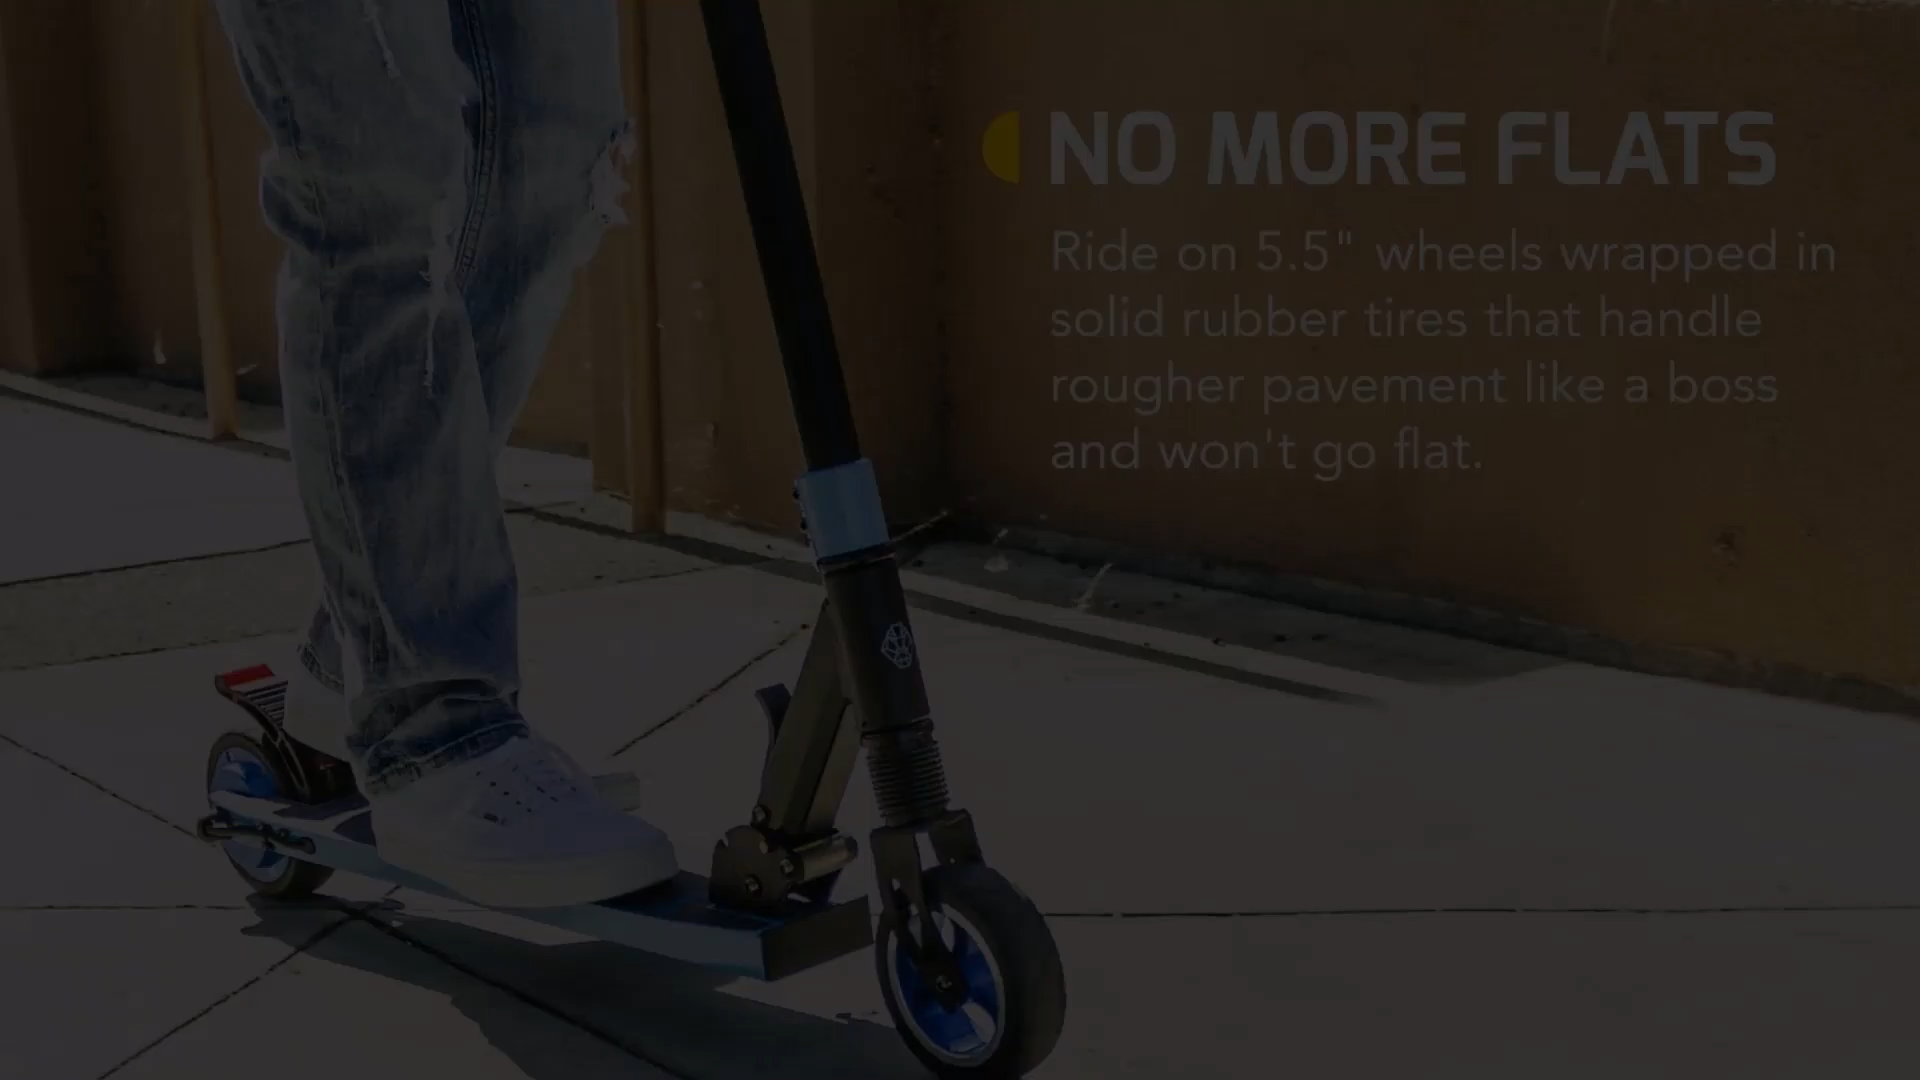 NO MORE FLATS
Ride on 5.5" wheels wrapped in
solid rubber tires that handle
rougher pavement like a boss
and won't go flat.